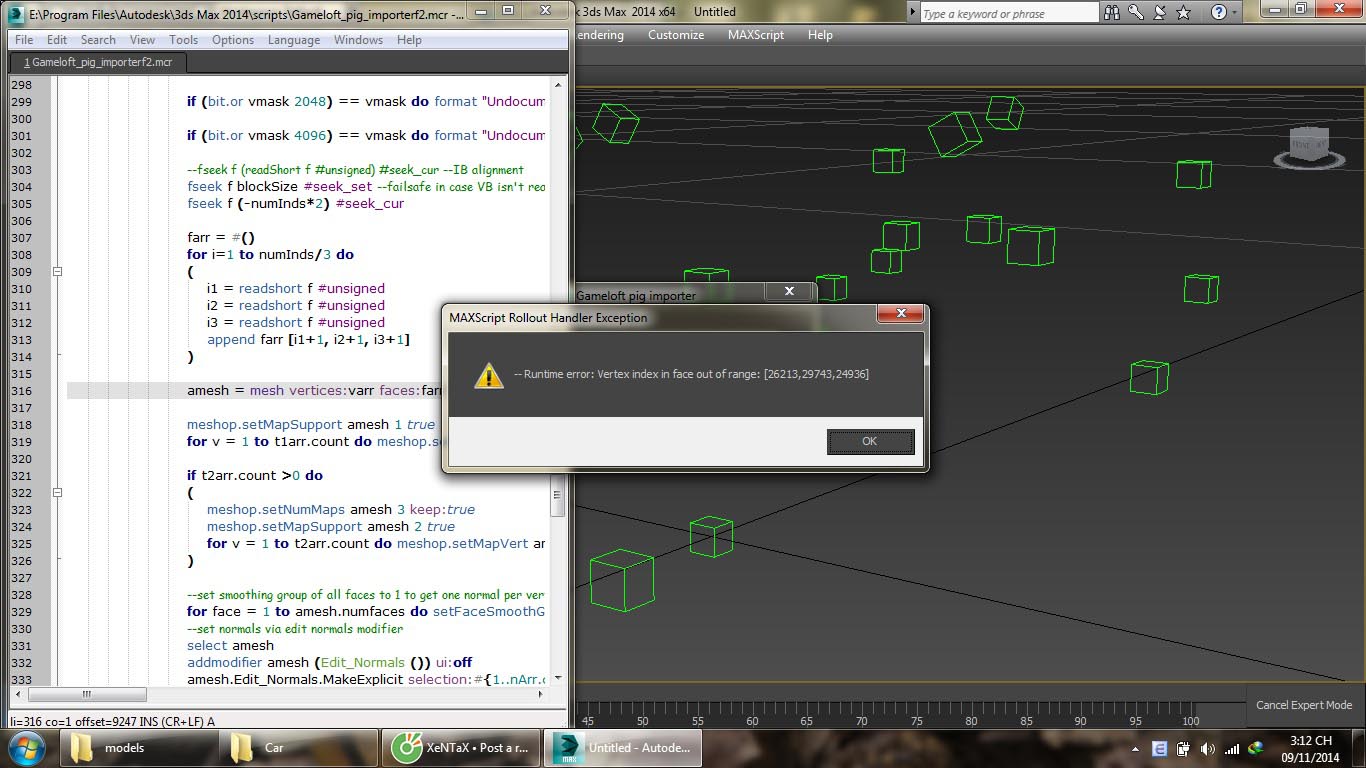 E:\Program Files\Autodesk\3ds Max 2014\scripts\Gameloft_pig_importerf2.mcr -...
3ds Max 2014 x64 Untitled
Type a keyword or phrase
File Edit Search View Tools Options Language Windows Help
endering Customize MAXScript Help
1 Gameloft_pig_importerf2.mcr
298
299 if (bit.or vmask 2048) == vmask do format "Undocum
300
301 if (bit.or vmask 4096) == vmask do format "Undocum
302
303 --fseek f (readShort f #unsigned) #seek_cur --IB alignment
304 fseek f blockSize #seek_set --failsafe in case VB isn't rea
305 fseek f (-numInds*2) #seek_cur
306
307 farr = #()
308 for i=1 to numInds/3 do
309 (
310 i1 = readshort f #unsigned
311 i2 = readshort f #unsigned
312 i3 = readshort f #unsigned
313 append farr [i1+1, i2+1, i3+1]
314 )
315
316 amesh = mesh vertices:varr faces:farr
317
318 meshop.setMapSupport amesh 1 true
319 for v = 1 to t1arr.count do meshop.s
320
321 if t2arr.count >0 do
322 (
323 meshop.setNumMaps amesh 3 keep:true
324 meshop.setMapSupport amesh 2 true
325 for v = 1 to t2arr.count do meshop.setMapVert am
326 )
327
328 --set smoothing group of all faces to 1 to get one normal per ver
329 for face = 1 to amesh.numfaces do setFaceSmoothG
330 --set normals via edit normals modifier
331 select amesh
332 addmodifier amesh (Edit_Normals ()) ui:off
333 amesh.Edit_Normals.MakeExplicit selection:#{1..nArr.c
li=316 co=1 offset=9247 INS (CR+LF) A
Gameloft pig importer
MAXScript Rollout Handler Exception
-- Runtime error: Vertex index in face out of range: [26213,29743,24936]
OK
45 50 55 60 65 70 75 80 85 90 95 100
Cancel Expert Mode
models
Car
XeNTaX • Post a r...
MAX
Untitled - Autode...
E
3:12 CH
09/11/2014